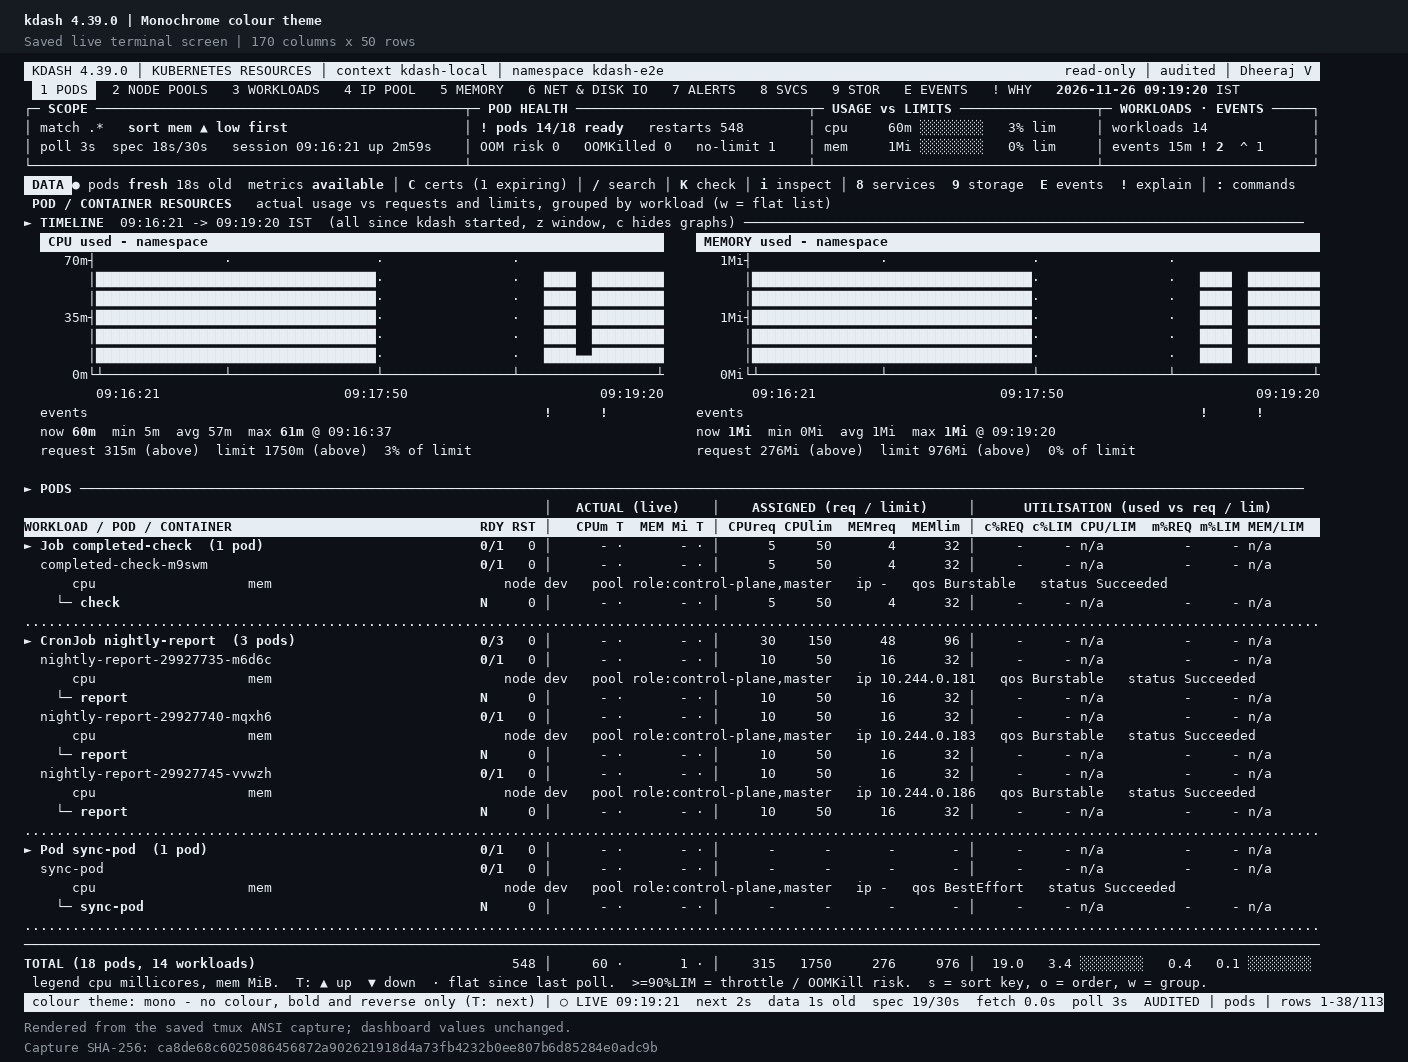 kdash 4.39.0 | Monochrome colour theme
Saved live terminal screen | 170 columns x 50 rows
KDASH 4.39.0 │ KUBERNETES RESOURCES │ context kdash-local │ namespace kdash-e2e read-only │ audited │ Dheeraj V
1 PODS 2 NODE POOLS 3 WORKLOADS 4 IP POOL 5 MEMORY 6 NET & DISK IO 7 ALERTS 8 SVCS 9 STOR E EVENTS ! WHY 2026-11-26 09:19:20 IST
SCOPE POD HEALTH USAGE vs LIMITS WORKLOADS · EVENTS
match .* sort mem ▲ low first │ ! pods 14/18 ready restarts 548 │ cpu 60m ░░░░░░░░ 3% lim │ workloads 14
poll 3s spec 18s/30s session 09:16:21 up 2m59s │ OOM risk 0 OOMKilled 0 no-limit 1 │ mem 1Mi ░░░░░░░░ 0% lim │ events 15m ! 2 ^ 1
DATA ● pods fresh 18s old metrics available │ C certs (1 expiring) │ / search │ K check │ i inspect │ 8 services 9 storage E events ! explain │ : commands
POD / CONTAINER RESOURCES actual usage vs requests and limits, grouped by workload (w = flat list)
► TIMELINE 09:16:21 -> 09:19:20 IST (all since kdash started, z window, c hides graphs)
CPU used - namespace MEMORY used - namespace
70m 1Mi
35m 1Mi
0m 0Mi
09:16:21 09:17:50 09:19:20 09:16:21 09:17:50 09:19:20
events ! ! events ! !
now 60m min 5m avg 57m max 61m @ 09:16:37 now 1Mi min 0Mi avg 1Mi max 1Mi @ 09:19:20
request 315m (above) limit 1750m (above) 3% of limit request 276Mi (above) limit 976Mi (above) 0% of limit
► PODS
│ ACTUAL (live) │ ASSIGNED (req / limit) │ UTILISATION (used vs req / lim)
WORKLOAD / POD / CONTAINER RDY RST │ CPUm T MEM Mi T │ CPUreq CPUlim MEMreq MEMlim │ c%REQ c%LIM CPU/LIM m%REQ m%LIM MEM/LIM
► Job completed-check (1 pod) 0/1 0 │ - · - · │ 5 50 4 32 │ - - n/a - - n/a
completed-check-m9swm 0/1 0 │ - · - · │ 5 50 4 32 │ - - n/a - - n/a
cpu mem node dev pool role:control-plane,master ip - qos Burstable status Succeeded
└─ check N 0 │ - · - · │ 5 50 4 32 │ - - n/a - - n/a
► CronJob nightly-report (3 pods) 0/3 0 │ - · - · │ 30 150 48 96 │ - - n/a - - n/a
nightly-report-29927735-m6d6c 0/1 0 │ - · - · │ 10 50 16 32 │ - - n/a - - n/a
cpu mem node dev pool role:control-plane,master ip 10.244.0.181 qos Burstable status Succeeded
└─ report N 0 │ - · - · │ 10 50 16 32 │ - - n/a - - n/a
nightly-report-29927740-mqxh6 0/1 0 │ - · - · │ 10 50 16 32 │ - - n/a - - n/a
cpu mem node dev pool role:control-plane,master ip 10.244.0.183 qos Burstable status Succeeded
└─ report N 0 │ - · - · │ 10 50 16 32 │ - - n/a - - n/a
nightly-report-29927745-vvwzh 0/1 0 │ - · - · │ 10 50 16 32 │ - - n/a - - n/a
cpu mem node dev pool role:control-plane,master ip 10.244.0.186 qos Burstable status Succeeded
└─ report N 0 │ - · - · │ 10 50 16 32 │ - - n/a - - n/a
► Pod sync-pod (1 pod) 0/1 0 │ - · - · │ - - - - │ - - n/a - - n/a
sync-pod 0/1 0 │ - · - · │ - - - - │ - - n/a - - n/a
cpu mem node dev pool role:control-plane,master ip - qos BestEffort status Succeeded
└─ sync-pod N 0 │ - · - · │ - - - - │ - - n/a - - n/a
TOTAL (18 pods, 14 workloads) 548 │ 60 · 1 · │ 315 1750 276 976 │ 19.0 3.4 ░░░░░░░░ 0.4 0.1 ░░░░░░░░
legend cpu millicores, mem MiB. T: ▲ up ▼ down · flat since last poll. >=90%LIM = throttle / OOMKill risk. s = sort key, o = order, w = group.
colour theme: mono - no colour, bold and reverse only (T: next) | ○ LIVE 09:19:21 next 2s data 1s old spec 19/30s fetch 0.0s poll 3s AUDITED | pods | rows 1-38/113
Rendered from the saved tmux ANSI capture; dashboard values unchanged.
Capture SHA-256: ca8de68c6025086456872a902621918d4a73fb4232b0ee807b6d85284e0adc9b